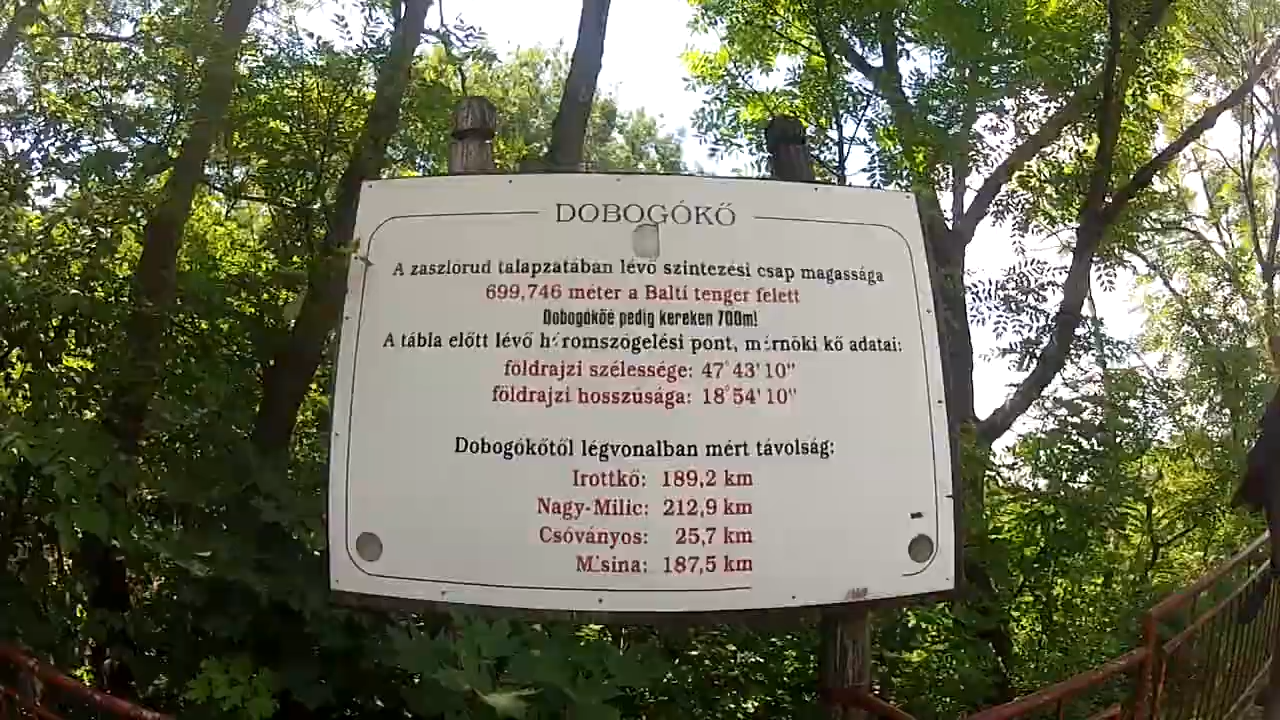 DOBOGÓKŐ
A zászlórúd talapzatában lévő szintezési csap magassága
699,746 méter a Balti tenger felett
Dobogókőé pedig kereken 700m!
A tábla előtt lévő háromszögelési pont, mérnöki kő adatai:
földrajzi szélessége: 47°43'10"
földrajzi hosszúsága: 18°54'10"
Dobogókőtől légvonalban mért távolság:
Irottkő: 189,2 km
Nagy-Milic: 212,9 km
Csóványos: 25,7 km
Misina: 187,5 km